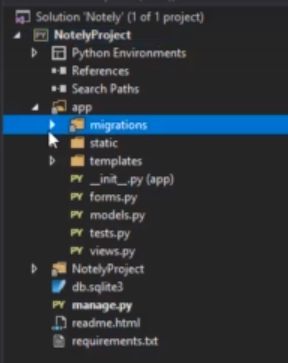 Solution 'Notely' (1 of 1 project)
PY NotelyProject
Python Environments
References
Search Paths
app
migrations
static
templates
PY __init__.py (app)
PY forms.py
PY models.py
PY tests.py
PY views.py
NotelyProject
db.sqlite3
PY manage.py
readme.html
requirements.txt